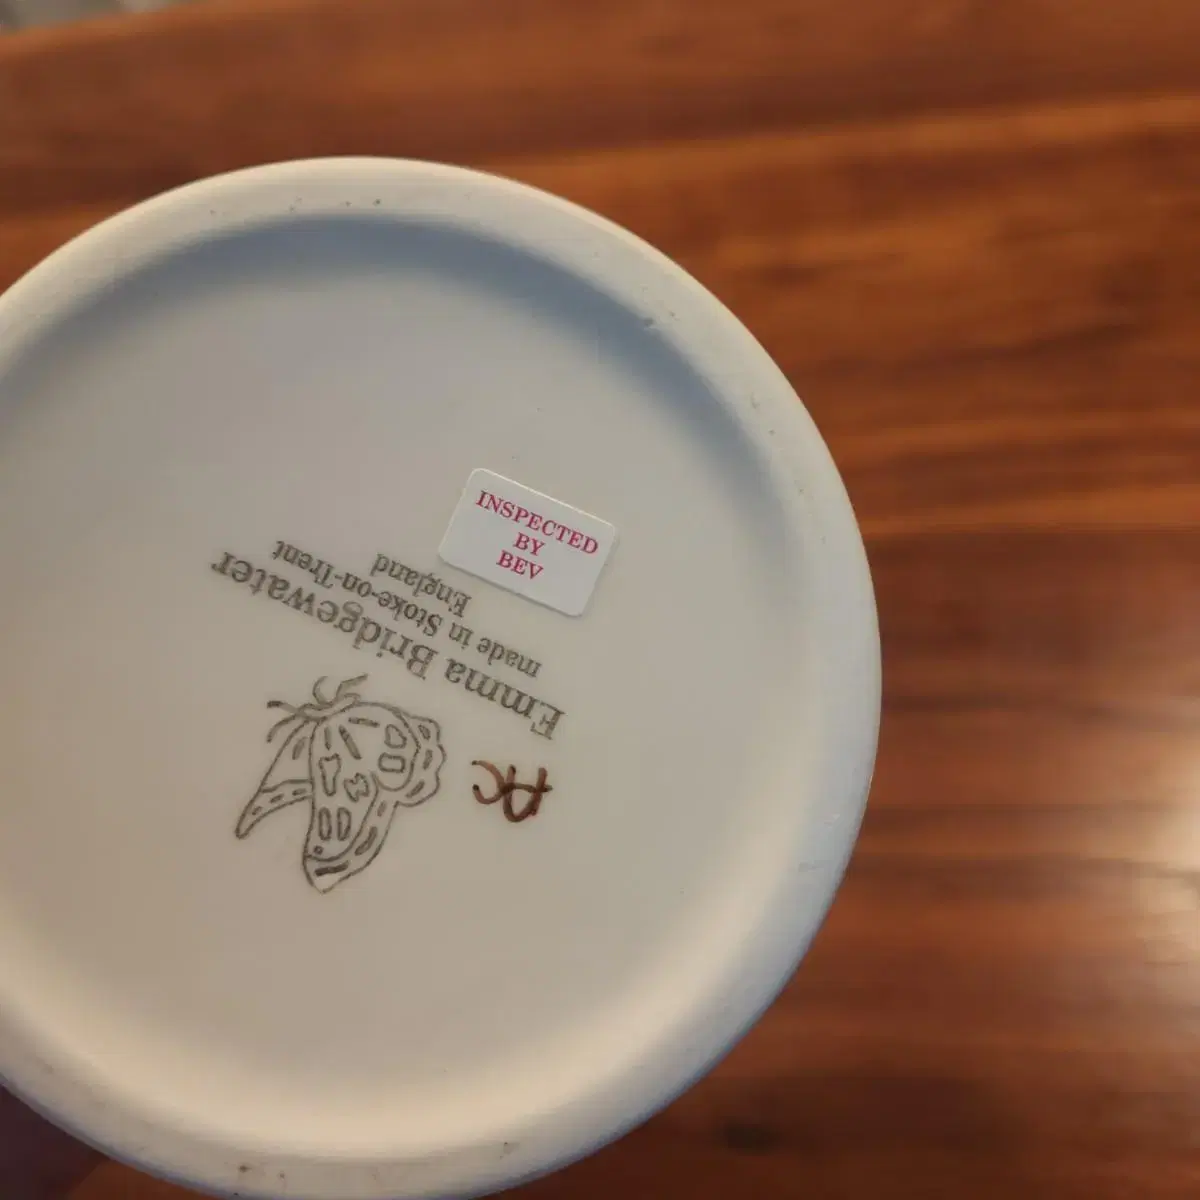 INSPECTED
BY
BEV
Emma Bridgewater
made in Stoke-on-Trent
England